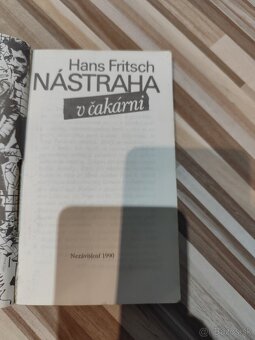 Hans Fritsch
NÁSTRAHA
v čakárni
Nezávislosť 1990